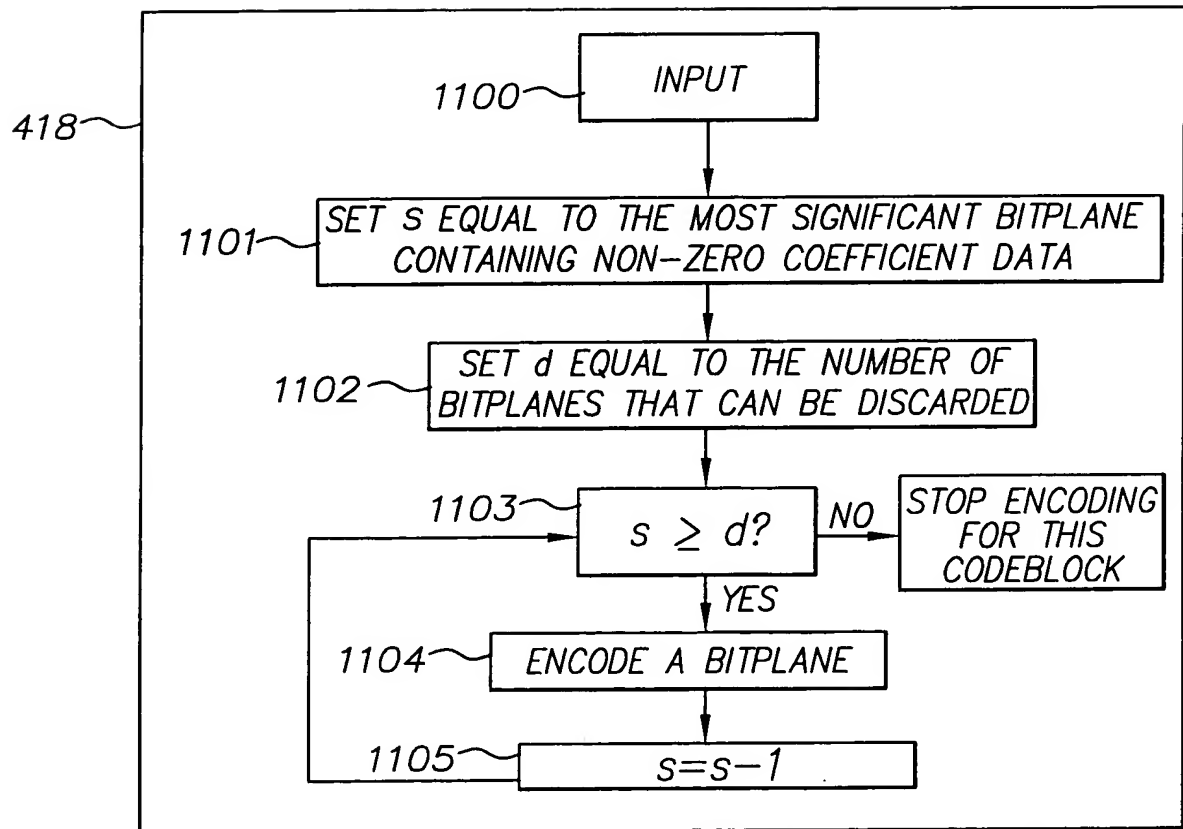 INPUT
1100
418
SET s EQUAL TO THE MOST SIGNIFICANT BITPLANE
CONTAINING NON-ZERO COEFFICIENT DATA
1101
SET d EQUAL TO THE NUMBER OF
BITPLANES THAT CAN BE DISCARDED
1102
1103
s ≥ d?
NO
STOP ENCODING
FOR THIS
CODEBLOCK
YES
1104
ENCODE A BITPLANE
1105
s=s-1